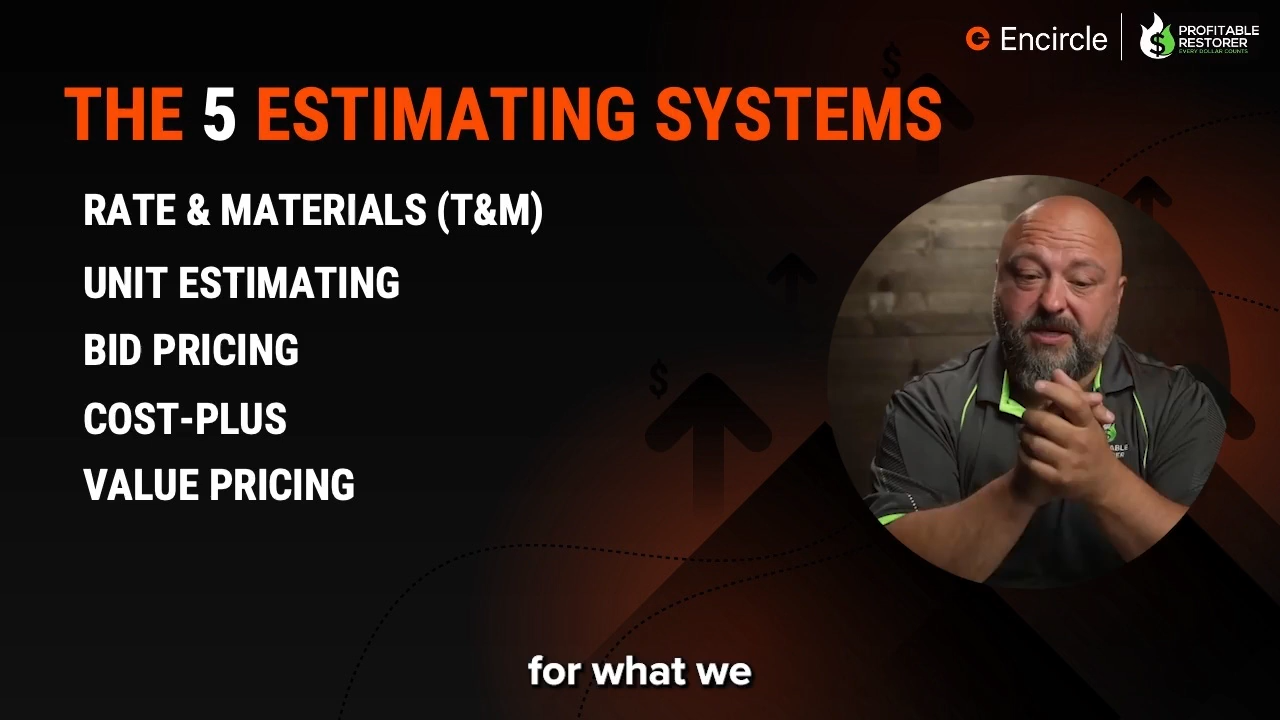 Encircle
PROFITABLE
RESTORER
EVERY DOLLAR COUNTS
THE 5 ESTIMATING SYSTEMS
RATE & MATERIALS (T&M)
UNIT ESTIMATING
BID PRICING
COST-PLUS
VALUE PRICING
for what we